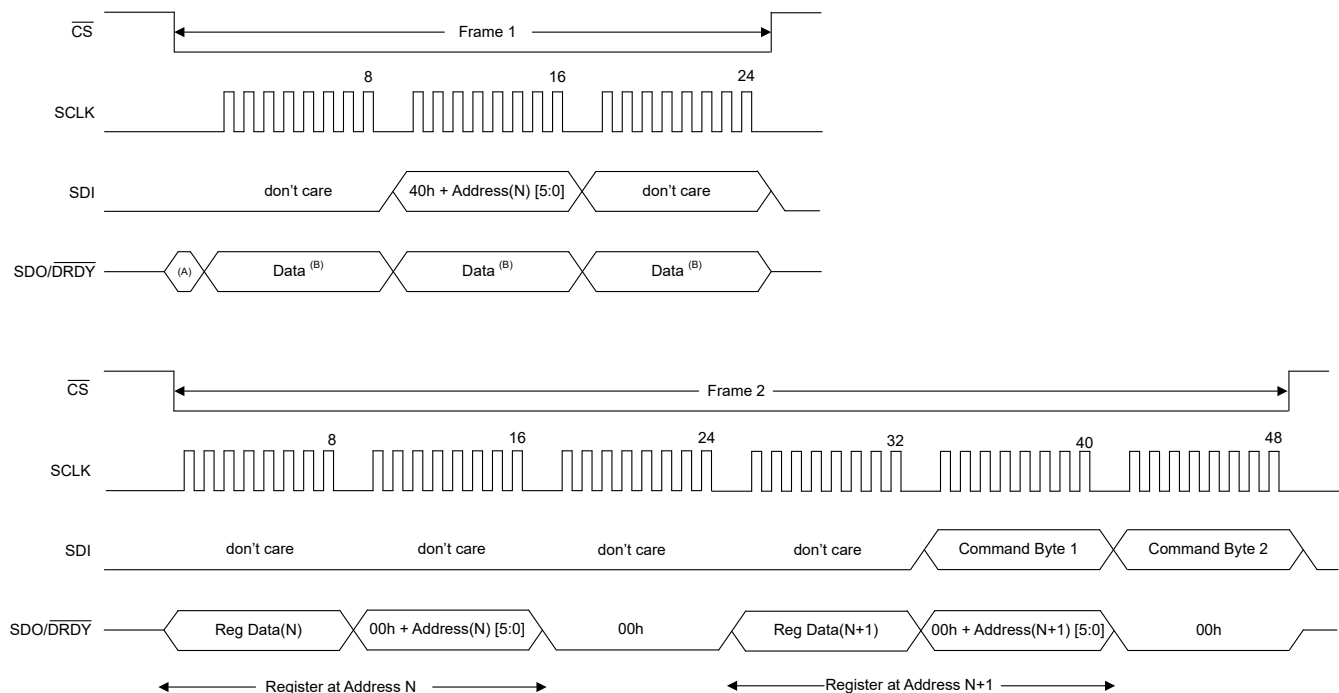 CS
Frame 1
8 16 24
SCLK
SDI don't care 40h + Address(N) [5:0] don't care
SDO/DRDY (A) Data (B) Data (B) Data (B)
CS
Frame 2
8 16 24 32 40 48
SCLK
SDI don't care don't care don't care don't care Command Byte 1 Command Byte 2
SDO/DRDY Reg Data(N) 00h + Address(N) [5:0] 00h Reg Data(N+1) 00h + Address(N+1) [5:0] 00h
Register at Address N Register at Address N+1